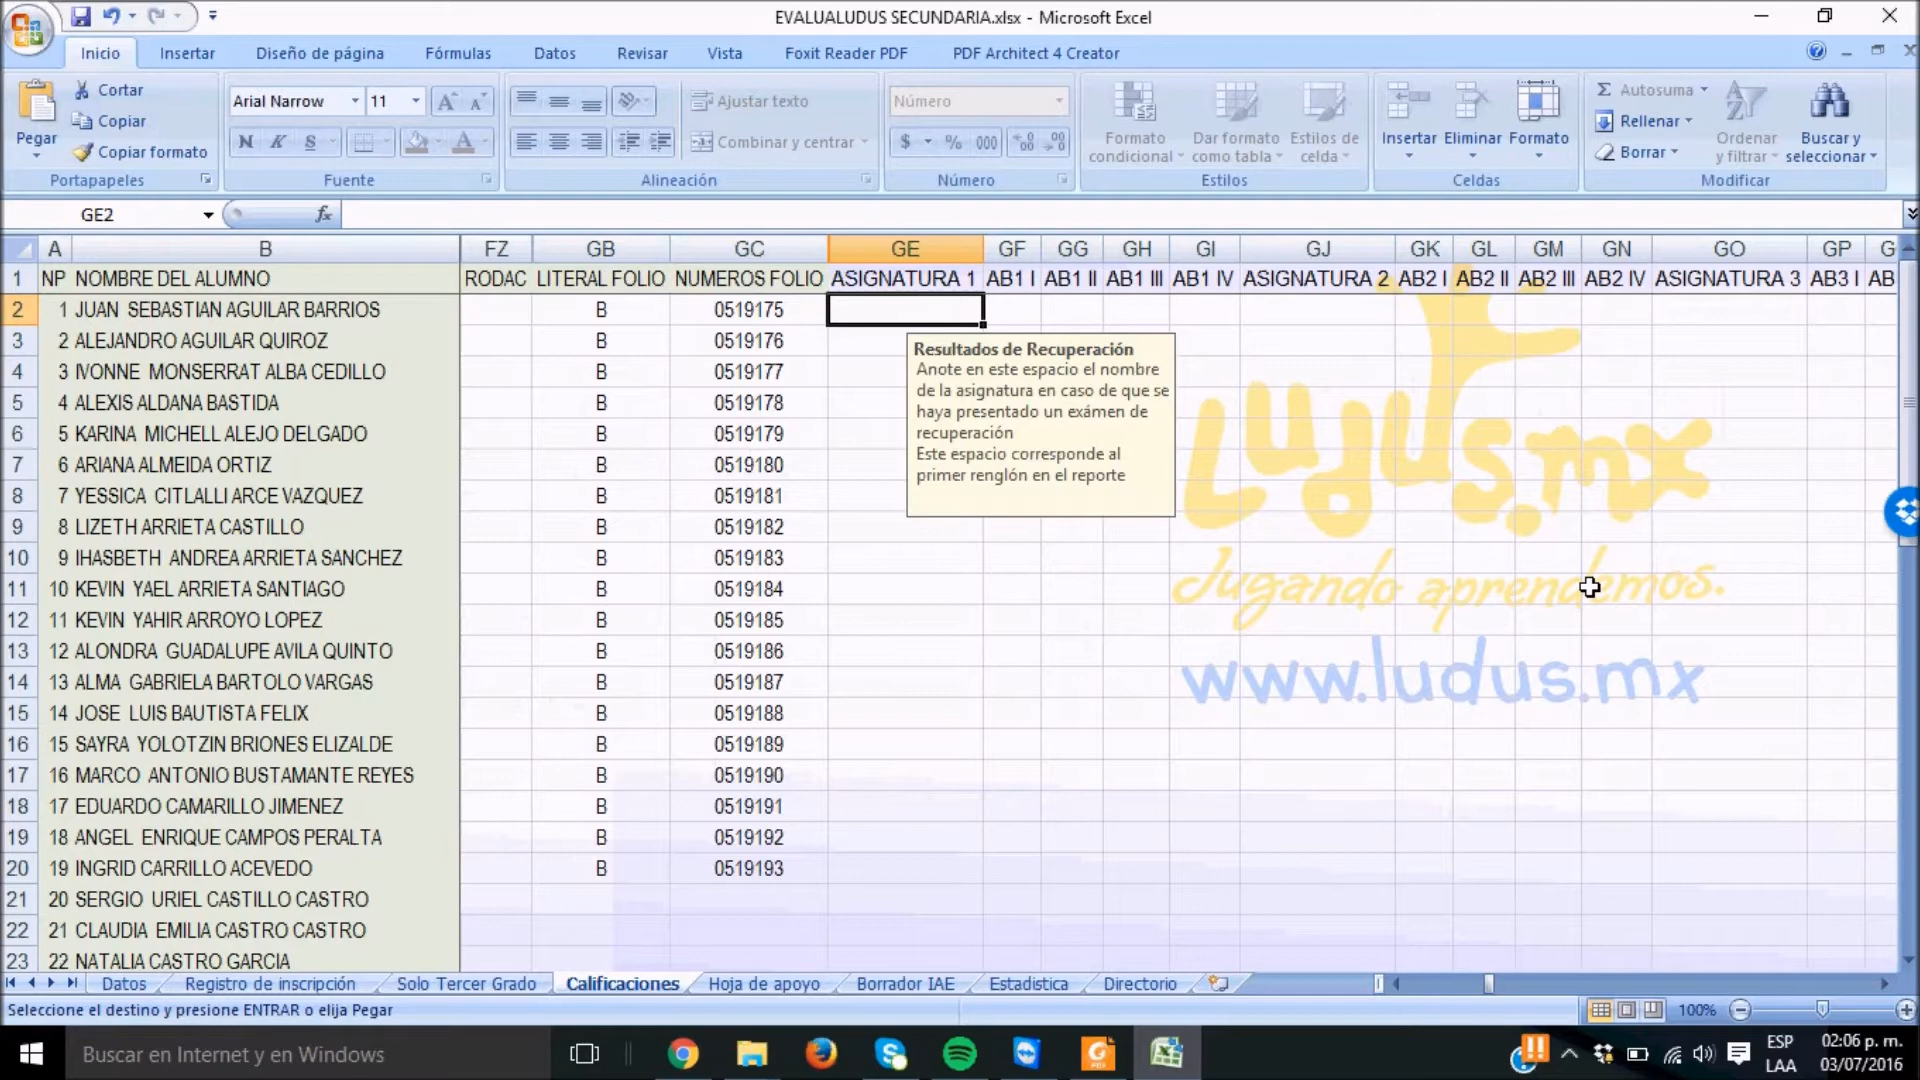 EVALUALUDUS SECUNDARIA.xlsx - Microsoft Excel
Inicio Insertar Diseño de página Fórmulas Datos Revisar Vista Foxit Reader PDF PDF Architect 4 Creator
Pegar Cortar Copiar Copiar formato Portapapeles
Arial Narrow 11 N K S A Fuente
Ajustar texto Combinar y centrar Alineación
Número $ % 000 Número
Formato condicional Dar formato como tabla Estilos de celda Estilos
Insertar Eliminar Formato Celdas
Σ Autosuma Rellenar Borrar Ordenar y filtrar Buscar y seleccionar Modificar
GE2 fx
A B FZ GB GC GE GF GG GH GI GJ GK GL GM GN GO GP G
1 NP NOMBRE DEL ALUMNO RODAC LITERAL FOLIO NUMEROS FOLIO ASIGNATURA 1 AB1 I AB1 II AB1 III AB1 IV ASIGNATURA 2 AB2 I AB2 II AB2 III AB2 IV ASIGNATURA 3 AB3 I AB
2 1 JUAN SEBASTIAN AGUILAR BARRIOS B 0519175
3 2 ALEJANDRO AGUILAR QUIROZ B 0519176
4 3 IVONNE MONSERRAT ALBA CEDILLO B 0519177
5 4 ALEXIS ALDANA BASTIDA B 0519178
6 5 KARINA MICHELL ALEJO DELGADO B 0519179
7 6 ARIANA ALMEIDA ORTIZ B 0519180
8 7 YESSICA CITLALLI ARCE VAZQUEZ B 0519181
9 8 LIZETH ARRIETA CASTILLO B 0519182
10 9 IHASBETH ANDREA ARRIETA SANCHEZ B 0519183
11 10 KEVIN YAEL ARRIETA SANTIAGO B 0519184
12 11 KEVIN YAHIR ARROYO LOPEZ B 0519185
13 12 ALONDRA GUADALUPE AVILA QUINTO B 0519186
14 13 ALMA GABRIELA BARTOLO VARGAS B 0519187
15 14 JOSE LUIS BAUTISTA FELIX B 0519188
16 15 SAYRA YOLOTZIN BRIONES ELIZALDE B 0519189
17 16 MARCO ANTONIO BUSTAMANTE REYES B 0519190
18 17 EDUARDO CAMARILLO JIMENEZ B 0519191
19 18 ANGEL ENRIQUE CAMPOS PERALTA B 0519192
20 19 INGRID CARRILLO ACEVEDO B 0519193
21 20 SERGIO URIEL CASTILLO CASTRO
22 21 CLAUDIA EMILIA CASTRO CASTRO
23 22 NATALIA CASTRO GARCIA
Resultados de Recuperación
Anote en este espacio el nombre
de la asignatura en caso de que se
haya presentado un exámen de
recuperación
Este espacio corresponde al
primer renglón en el reporte
Ludus.mx
Jugando aprendemos.
www.ludus.mx
Datos Registro de inscripción Solo Tercer Grado Calificaciones Hoja de apoyo Borrador IAE Estadistica Directorio
Seleccione el destino y presione ENTRAR o elija Pegar 100%
Buscar en Internet y en Windows
ESP LAA
02:06 p. m.
03/07/2016